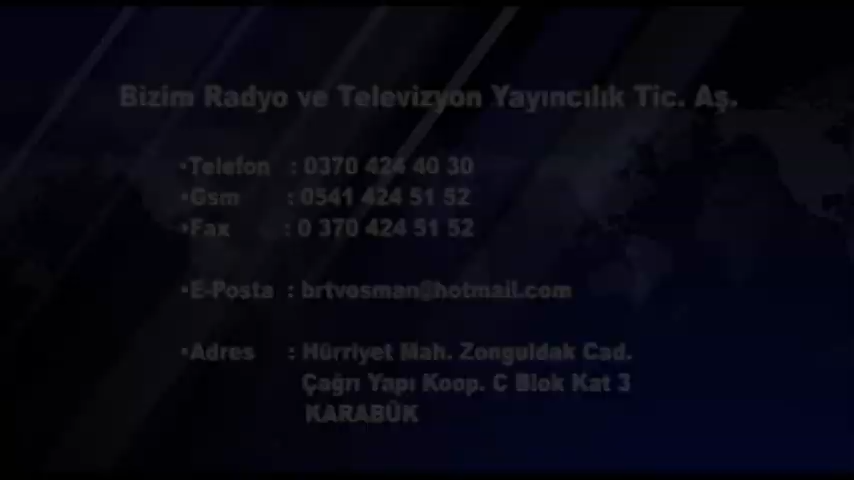 Bizim Radyo ve Televizyon Yayıncılık Tic. Aş.
•Telefon : 0370 424 40 30
•Gsm : 0541 424 51 52
•Fax : 0 370 424 51 52
•E-Posta : brtvosman@hotmail.com
•Adres : Hürriyet Mah. Zonguldak Cad.
Çağrı Yapı Koop. C Blok Kat 3
KARABÜK